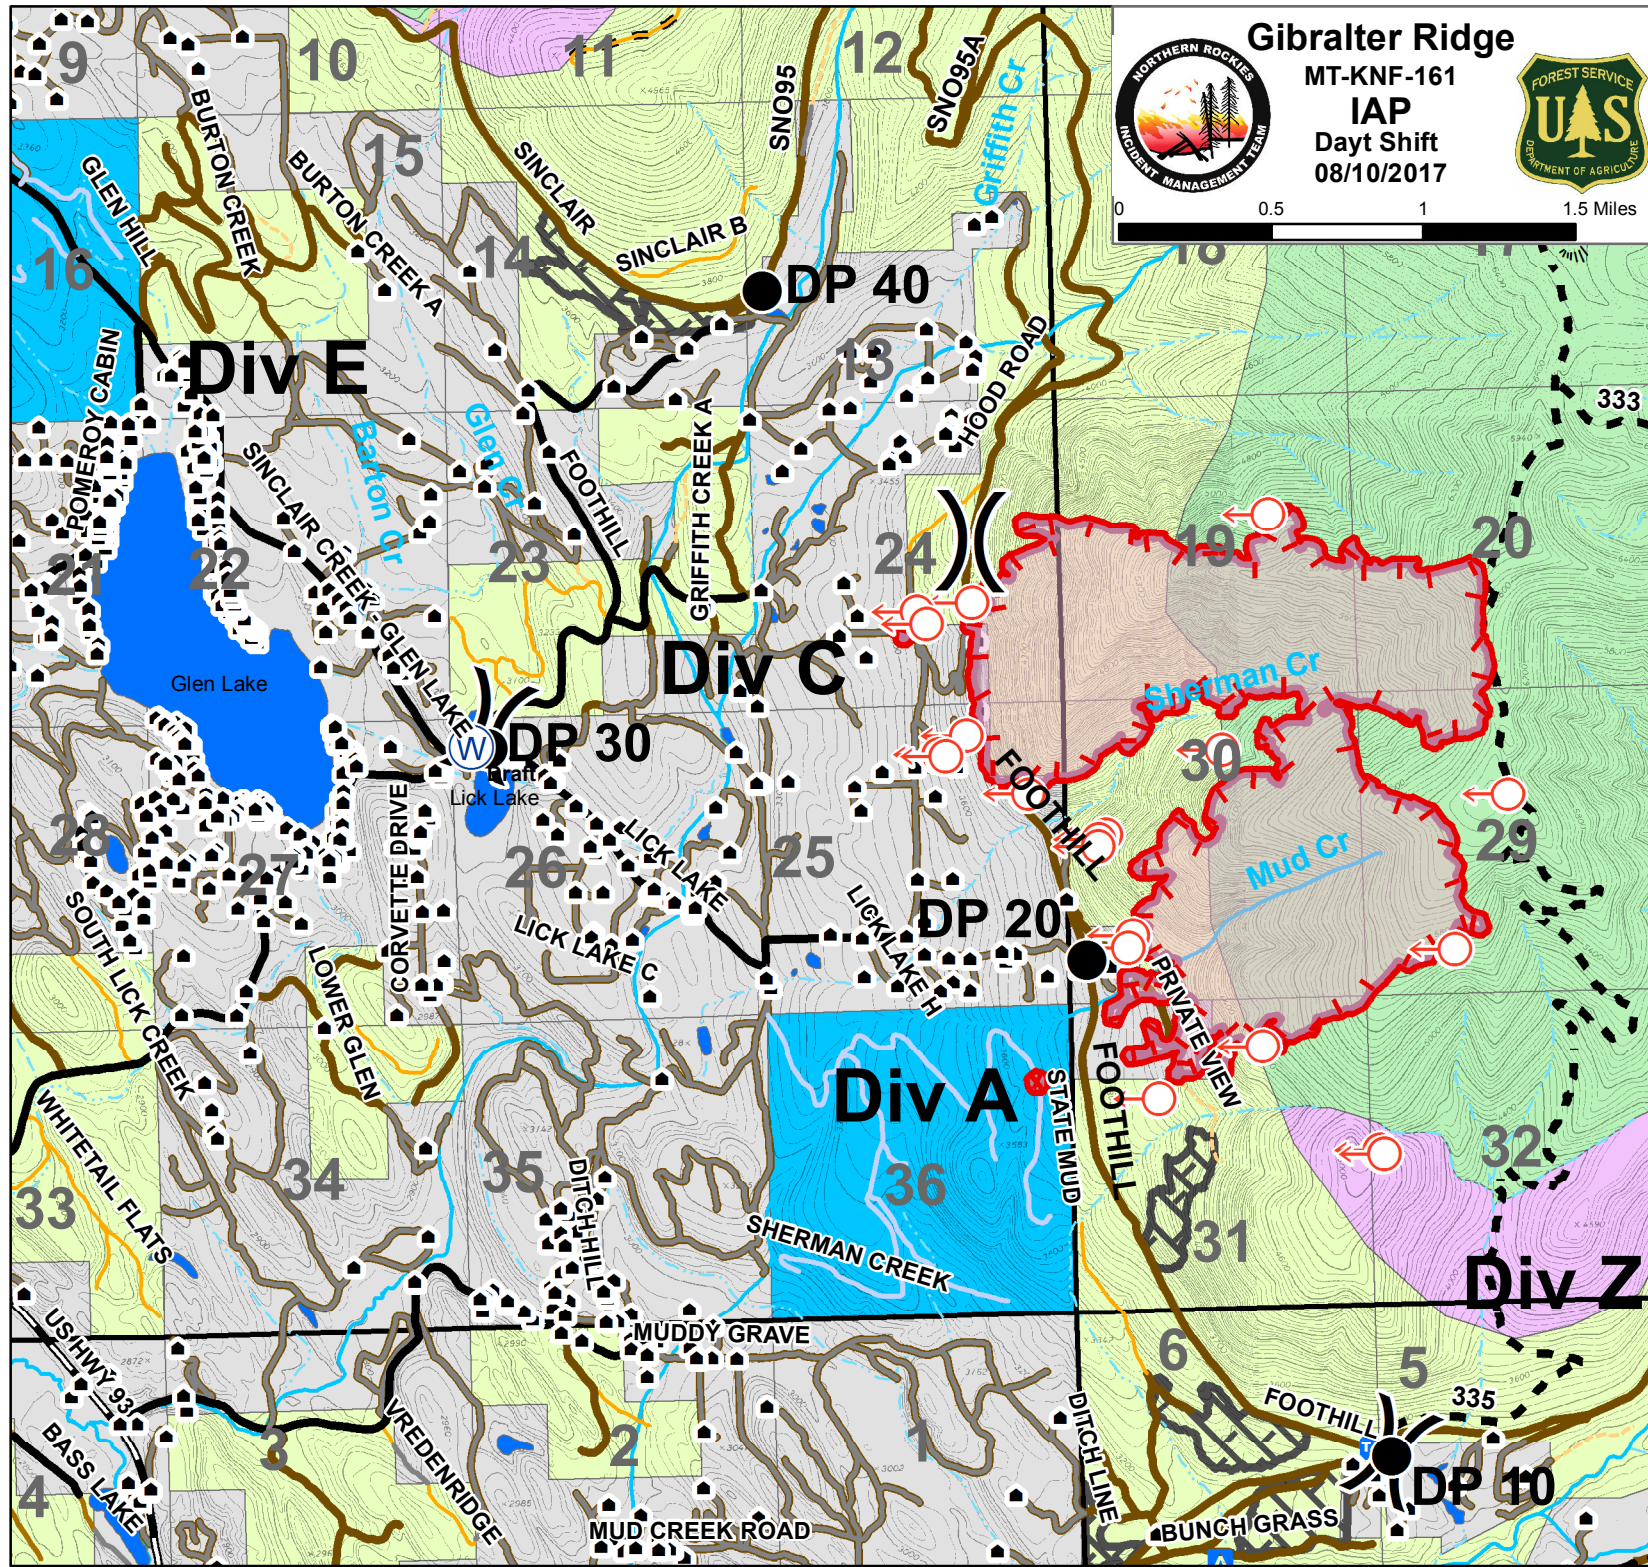 Gibralter Ridge
MT-KNF-161
IAP
Dayt Shift
08/10/2017
NORTHERN ROCKIES
INCIDENT MANAGEMENT TEAM
FOREST SERVICE
U S
DEPARTMENT OF AGRICULTURE
0 0.5 1 1.5 Miles
9
10
11
12
15
14
16
13
18
17
SNO95
SNO95A
Griffith Cr
BURTON CREEK
BURTON CREEK A
GLEN HILL
SINCLAIR
SINCLAIR B
DP 40
Div E
POMEROY CABIN
HOOD ROAD
333
Barton Cr
Glen Cr
FOOTHILL
GRIFFITH CREEK A
SINCLAIR CREEK - GLEN LAKE
21
22
23
24
19
20
Glen Lake
Div C
Sherman Cr
DP 30
W
Draft
Lick Lake
FOOTHILL
30
29
28
27
26
25
CORVETTE DRIVE
LICK LAKE
LICK LAKE C
LICK LAKE H
DP 20
Mud Cr
PRIVATE VIEW
SOUTH LICK CREEK
LOWER GLEN
Div A
STATE MUD
FOOTHILL
WHITETAIL FLATS
33
34
35
36
31
32
DITCH HILL
SHERMAN CREEK
Div Z
US HWY 93
MUDDY GRAVE
BASS LAKE
VREDENRIDGE
4
3
2
1
6
5
DITCH LINE
FOOTHILL
335
DP 10
MUD CREEK ROAD
BUNCH GRASS